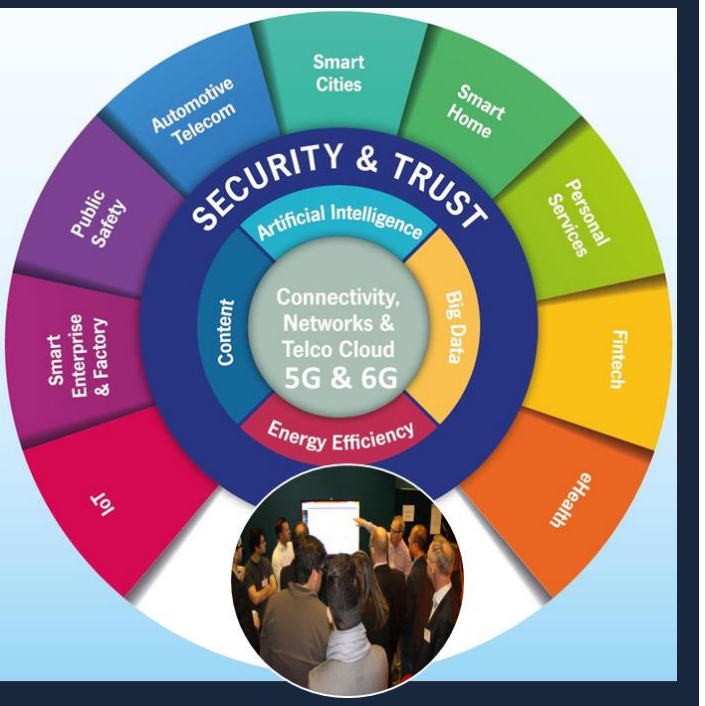 Smart
Cities
Automotive
Telecom
Smart
Home
Public
Safety
Personal
Services
SECURITY & TRUST
Artificial Intelligence
Content
Connectivity,
Networks &
Telco Cloud
5G & 6G
Big Data
Smart
Enterprise
& Factory
Fintech
Energy Efficiency
IoT
eHealth